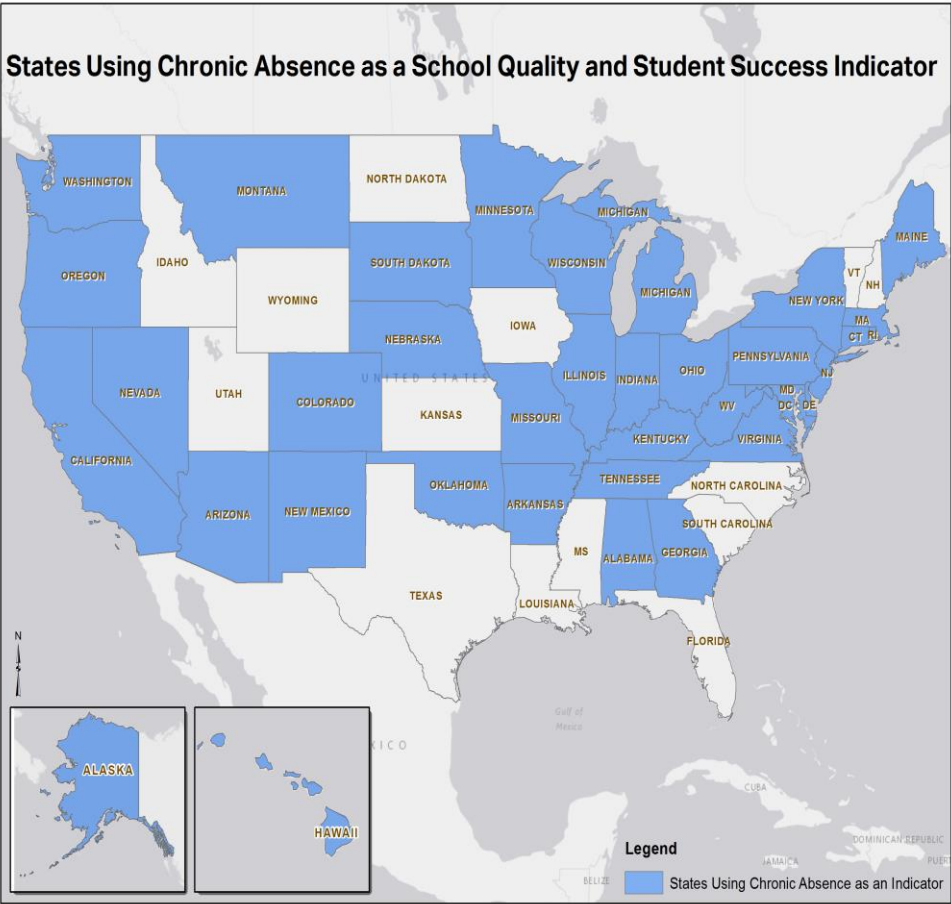 States Using Chronic Absence as a School Quality and Student Success Indicator
WASHINGTON
MONTANA
NORTH DAKOTA
MINNESOTA
MICHIGAN
MAINE
OREGON
IDAHO
SOUTH DAKOTA
WISCONSIN
VT
NH
WYOMING
MICHIGAN
NEW YORK
IOWA
MA
CT
RI
NEBRASKA
PENNSYLVANIA
UNITED STATES
NEVADA
UTAH
COLORADO
ILLINOIS
INDIANA
OHIO
NJ
KANSAS
MISSOURI
WV
MD
DC
DE
CALIFORNIA
KENTUCKY
VIRGINIA
ARIZONA
NEW MEXICO
OKLAHOMA
ARKANSAS
TENNESSEE
NORTH CAROLINA
SOUTH CAROLINA
MS
ALABAMA
GEORGIA
TEXAS
LOUISIANA
FLORIDA
N
Gulf of
Mexico
XICO
ALASKA
HAWAII
CUBA
DOMINICAN REPUBLIC
JAMAICA
PUER
BELIZE
Legend
States Using Chronic Absence as an Indicator